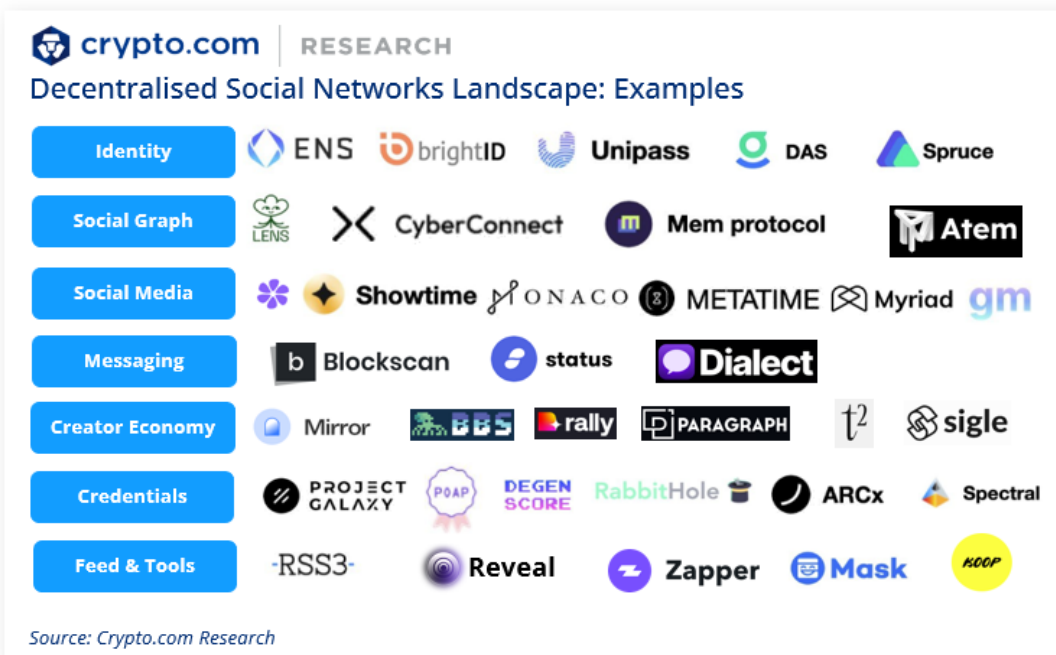 crypto.com | RESEARCH
Decentralised Social Networks Landscape: Examples
Identity ENS brightID Unipass DAS Spruce
Social Graph LENS CyberConnect m Mem protocol Atem
Social Media Showtime MONACO METATIME Myriad gm
Messaging b Blockscan status Dialect
Creator Economy Mirror BBS rally PARAGRAPH t2 sigle
Credentials PROJECT GALAXY POAP DEGEN SCORE RabbitHole ARCx Spectral
Feed & Tools -RSS3- Reveal Zapper Mask KOOP
Source: Crypto.com Research